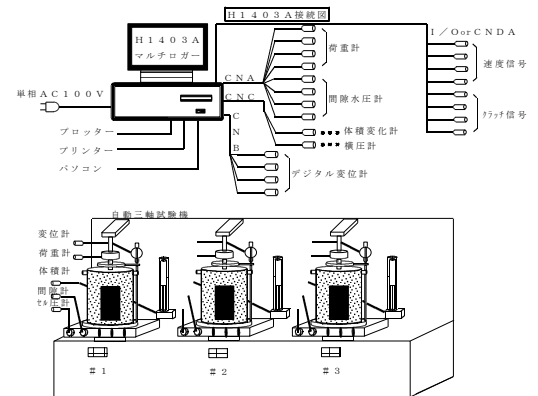 Ｈ１４０３Ａ接続図
Ｈ１４０３Ａ
マルチロガー
単相ＡＣ１００Ｖ
プロッター
プリンター
パソコン
ＣＮＡ
ＣＮＣ
Ｃ
Ｎ
Ｂ
荷重計
間隙水圧計
体積変化計
横圧計
デジタル変位計
Ｉ／ＯorＣＮＤＡ
速度信号
クラッチ信号
自動三軸試験機
変位計
荷重計
体積計
間隙計
セル圧計
＃１
＃２
＃３